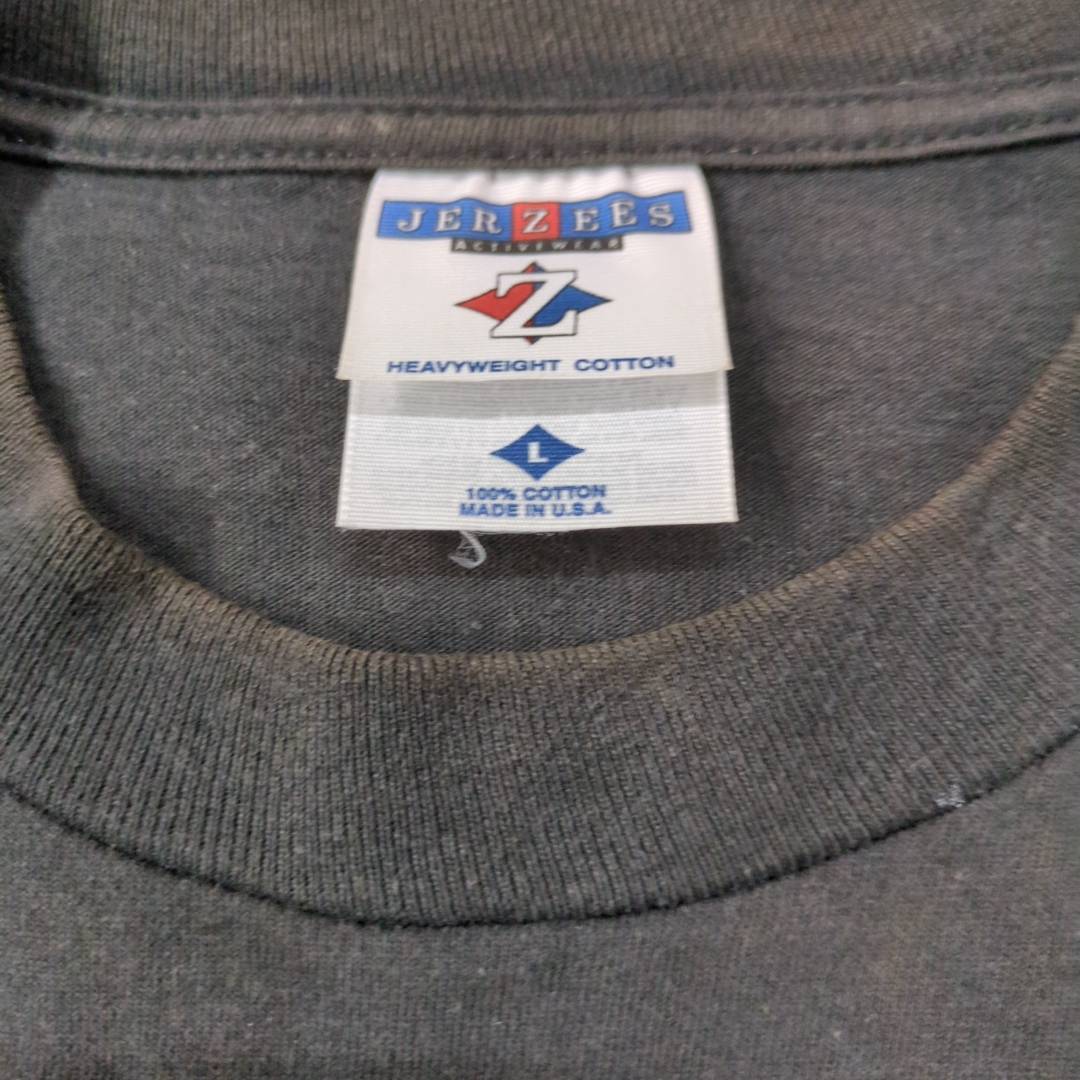 JERZEES
ACTIVEWEAR
Z
HEAVYWEIGHT COTTON
L
100% COTTON
MADE IN U.S.A.